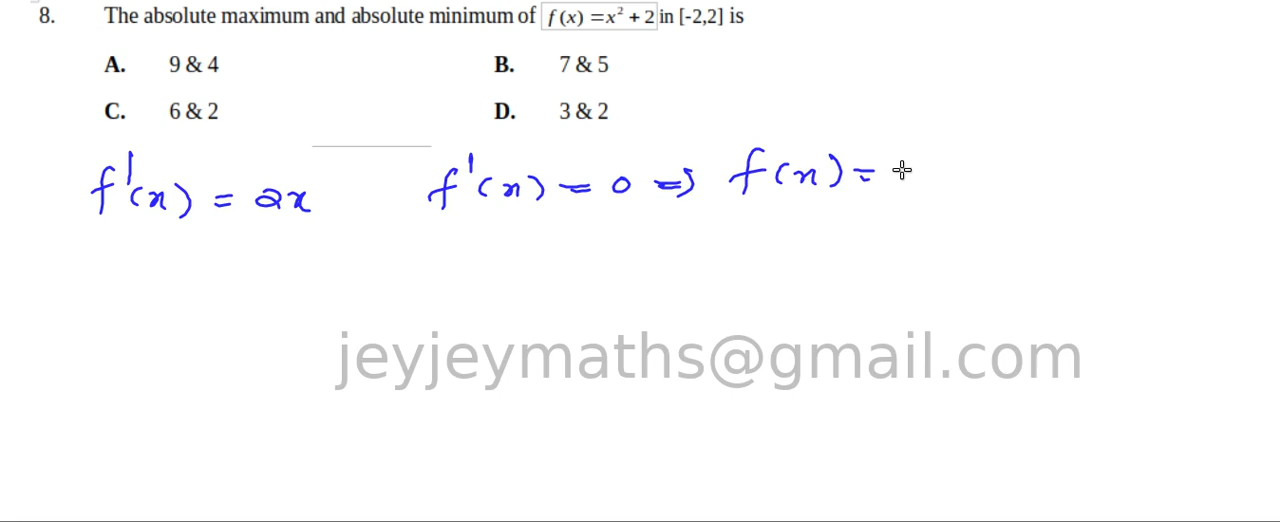 8. The absolute maximum and absolute minimum of f(x) =x² + 2 in [-2,2] is
A. 9 & 4 B. 7 & 5
C. 6 & 2 D. 3 & 2
f'(x) = 2x f'(x) = 0 ⇒ f(x) =
jeyjeymaths@gmail.com